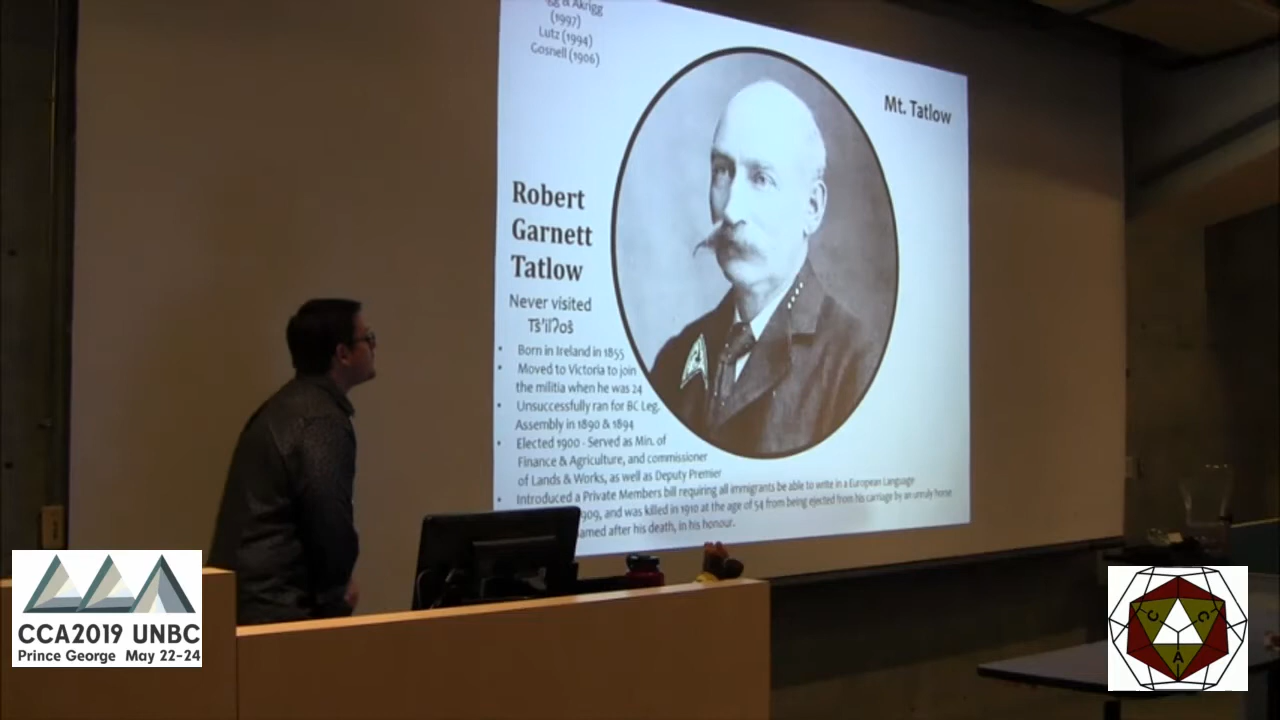 & Akrigg
(1997)
Lutz (1994)
Gosnell (1906)
Mt. Tatlow
Robert
Garnett
Tatlow
Never visited
T̂s'ilʔoŝ
• Born in Ireland in 1855
• Moved to Victoria to join
the militia when he was 24
• Unsuccessfully ran for BC Leg.
Assembly in 1890 & 1894
• Elected 1900 - Served as Min. of
Finance & Agriculture, and commissioner
of Lands & Works, as well as Deputy Premier
• Introduced a Private Members bill requiring all immigrants be able to write in a European Language
909, and was killed in 1910 at the age of 54 from being ejected from his carriage by an unruly horse
amed after his death, in his honour.
CCA2019 UNBC
Prince George May 22-24
C C
A